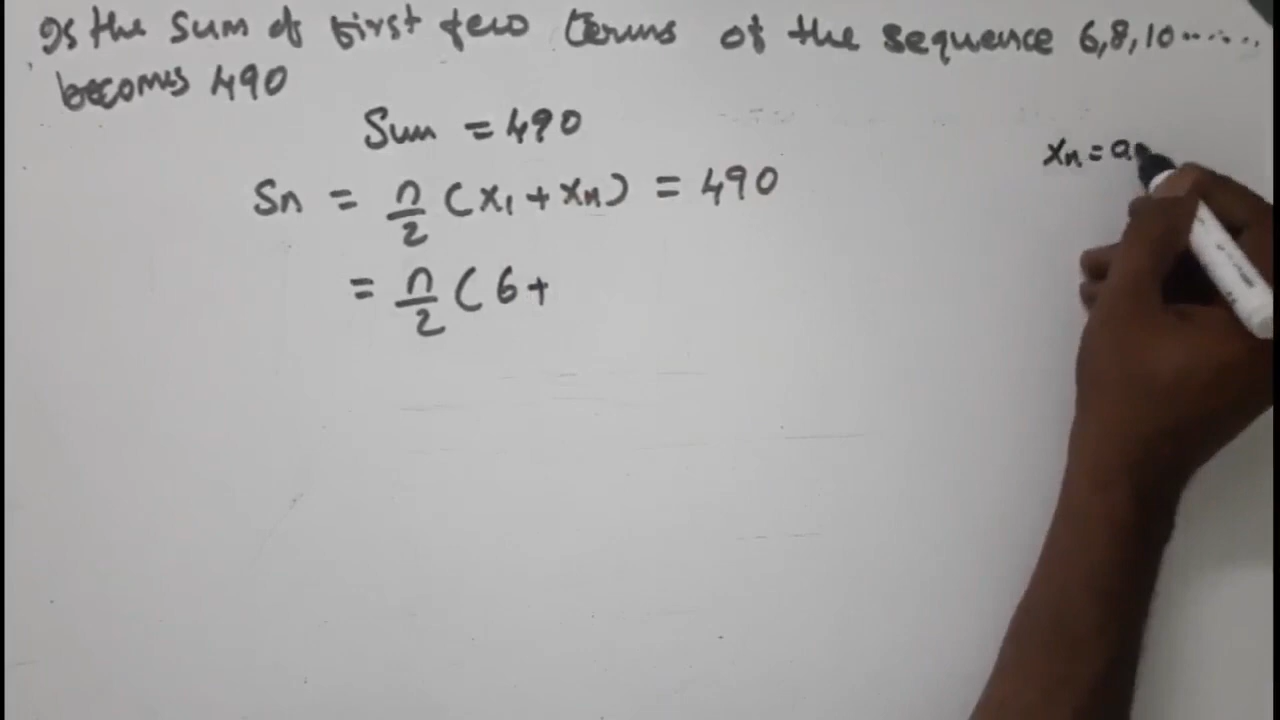 Is the sum of first few terms of the sequence 6,8,10......
becomes 490
Sum = 490
Sn = n/2 (x1 + xn) = 490
xn = an
= n/2 ( 6 +